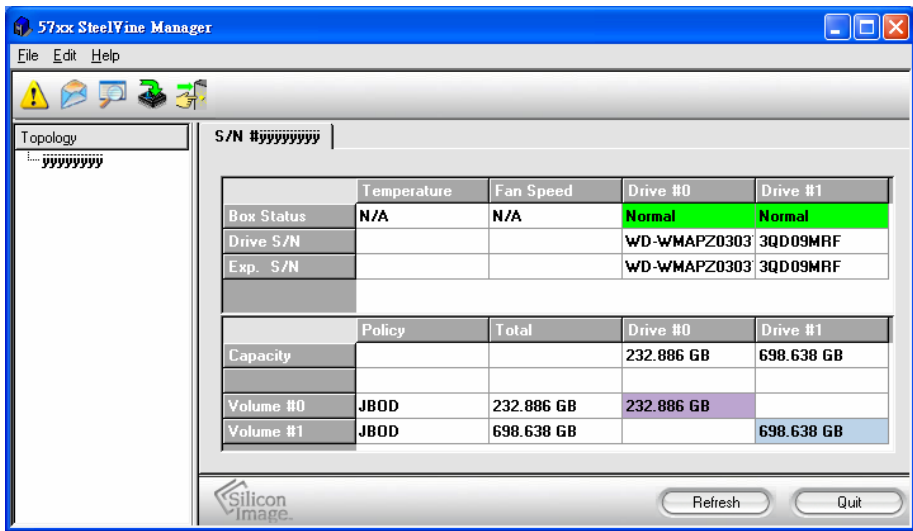 57xx SteelVine Manager
File Edit Help
Topology
ÿÿÿÿÿÿÿÿ
S/N #ÿÿÿÿÿÿÿÿ
Temperature Fan Speed Drive #0 Drive #1
Box Status N/A N/A Normal Normal
Drive S/N WD-WMAPZ0303 3QD09MRF
Exp. S/N WD-WMAPZ0303 3QD09MRF
Policy Total Drive #0 Drive #1
Capacity 232.886 GB 698.638 GB
Volume #0 JBOD 232.886 GB 232.886 GB
Volume #1 JBOD 698.638 GB 698.638 GB
Silicon
Image.
Refresh Quit